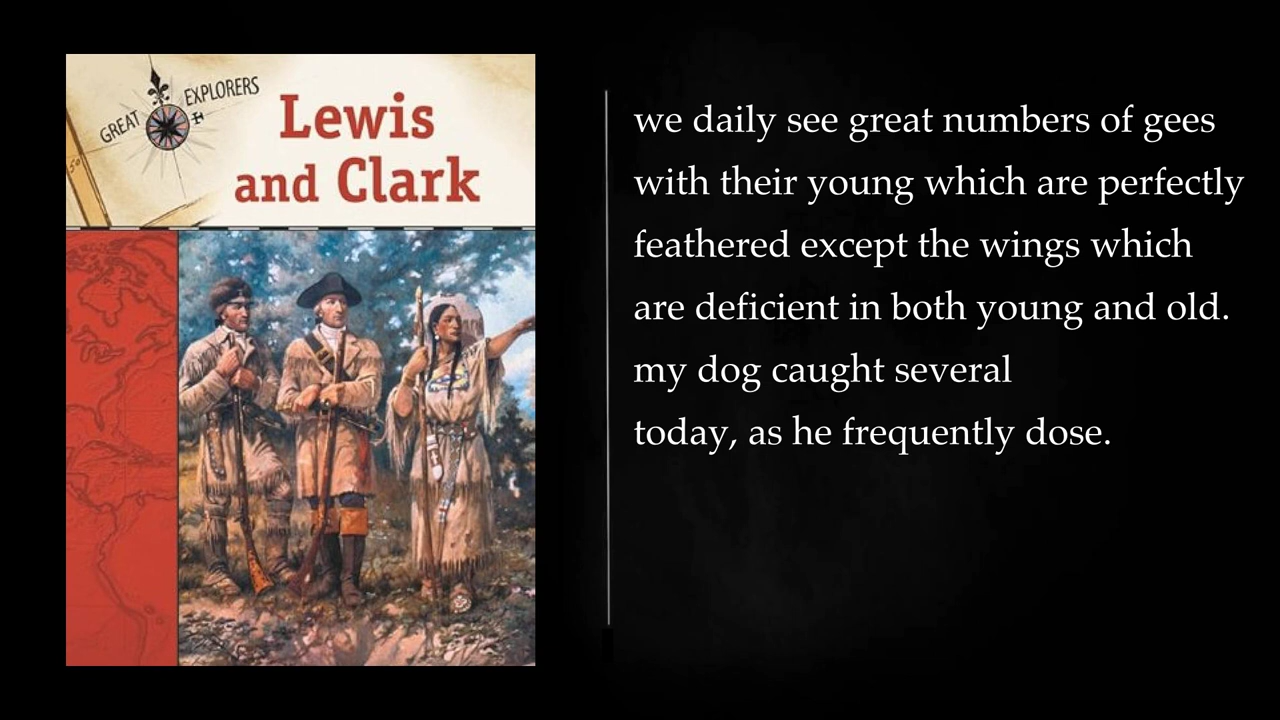 GREAT EXPLORERS
Lewis
and Clark
we daily see great numbers of gees
with their young which are perfectly
feathered except the wings which
are deficient in both young and old.
my dog caught several
today, as he frequently dose.